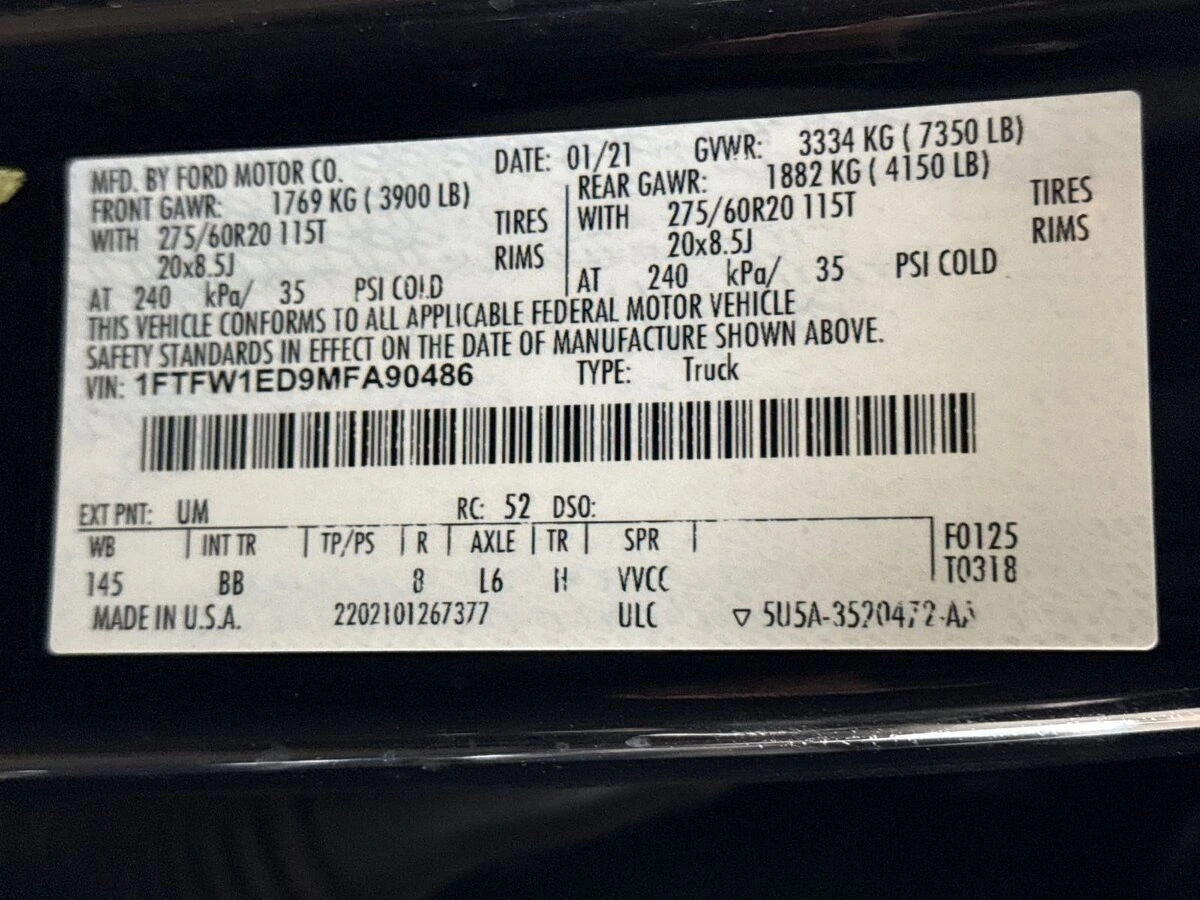 MFD. BY FORD MOTOR CO. DATE: 01/21 GVWR: 3334 KG ( 7350 LB)
FRONT GAWR: 1769 KG ( 3900 LB) REAR GAWR: 1882 KG ( 4150 LB)
WITH 275/60R20 115T TIRES WITH 275/60R20 115T TIRES
20x8.5J RIMS 20x8.5J RIMS
AT 240 kPa/ 35 PSI COLD AT 240 kPa/ 35 PSI COLD
THIS VEHICLE CONFORMS TO ALL APPLICABLE FEDERAL MOTOR VEHICLE
SAFETY STANDARDS IN EFFECT ON THE DATE OF MANUFACTURE SHOWN ABOVE.
VIN: 1FTFW1ED9MFA90486 TYPE: Truck
EXT PNT: UM RC: 52 DSO:
WB INT TR TP/PS R AXLE TR SPR F0125
145 BB 8 L6 H VVCC T0318
MADE IN U.S.A. 2202101267377 ULC ▽ 5U5A-3520472-AA